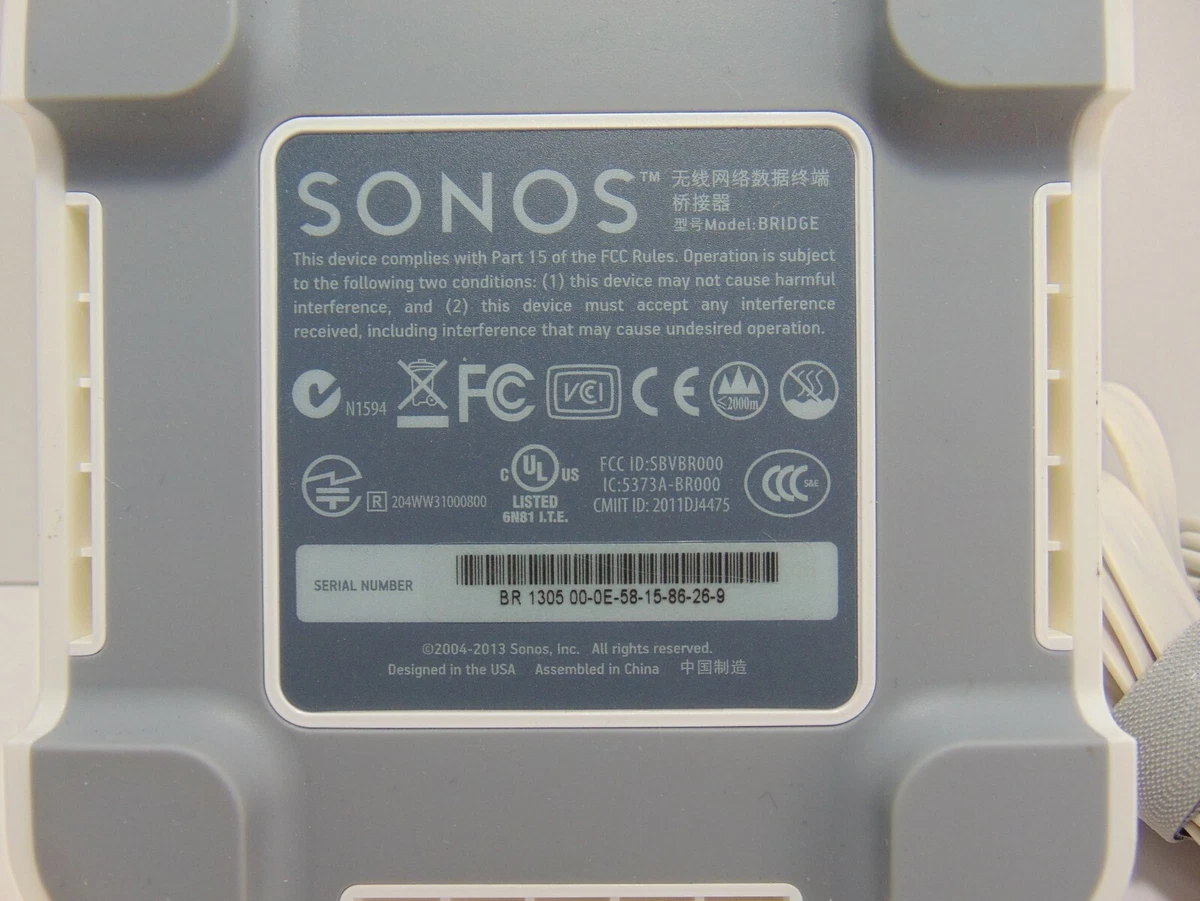 SONOS™ 无线网络数据终端
桥接器
型号Model:BRIDGE
This device complies with Part 15 of the FCC Rules. Operation is subject
to the following two conditions: (1) this device may not cause harmful
interference, and (2) this device must accept any interference
received, including interference that may cause undesired operation.
N1594 FC VCI CE ≤2000m
R 204WW31000800
C UL US
LISTED
6N81 I.T.E.
FCC ID:SBVBR000
IC:5373A-BR000
CMIIT ID: 2011DJ4475
CCC S&E
SERIAL NUMBER
BR 1305 00-0E-58-15-86-26-9
©2004-2013 Sonos, Inc. All rights reserved.
Designed in the USA Assembled in China 中国制造